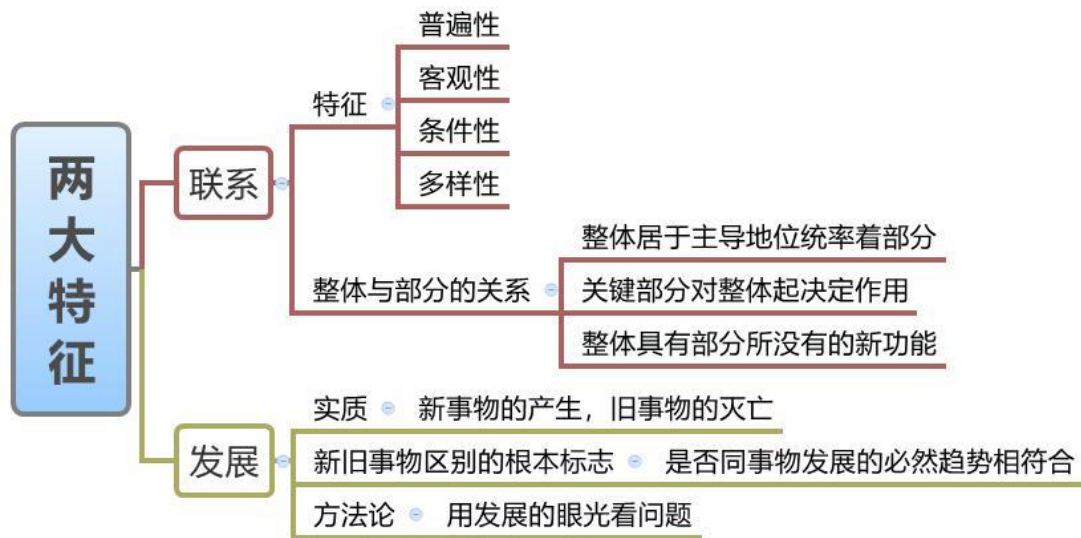 两大特征
联系
特征
普遍性
客观性
条件性
多样性
整体与部分的关系
整体居于主导地位统率着部分
关键部分对整体起决定作用
整体具有部分所没有的新功能
发展
实质
新事物的产生，旧事物的灭亡
新旧事物区别的根本标志
是否同事物发展的必然趋势相符合
方法论
用发展的眼光看问题